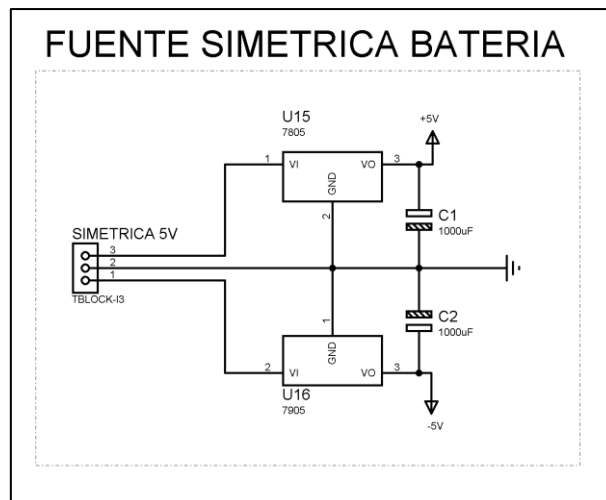 FUENTE SIMETRICA BATERIA
U15
7805
+5V
1 VI VO 3
GND
2
C1
1000uF
SIMETRICA 5V
3
2
1
TBLOCK-I3
1
GND
C2
1000uF
2 VI VO 3
U16
7905
-5V